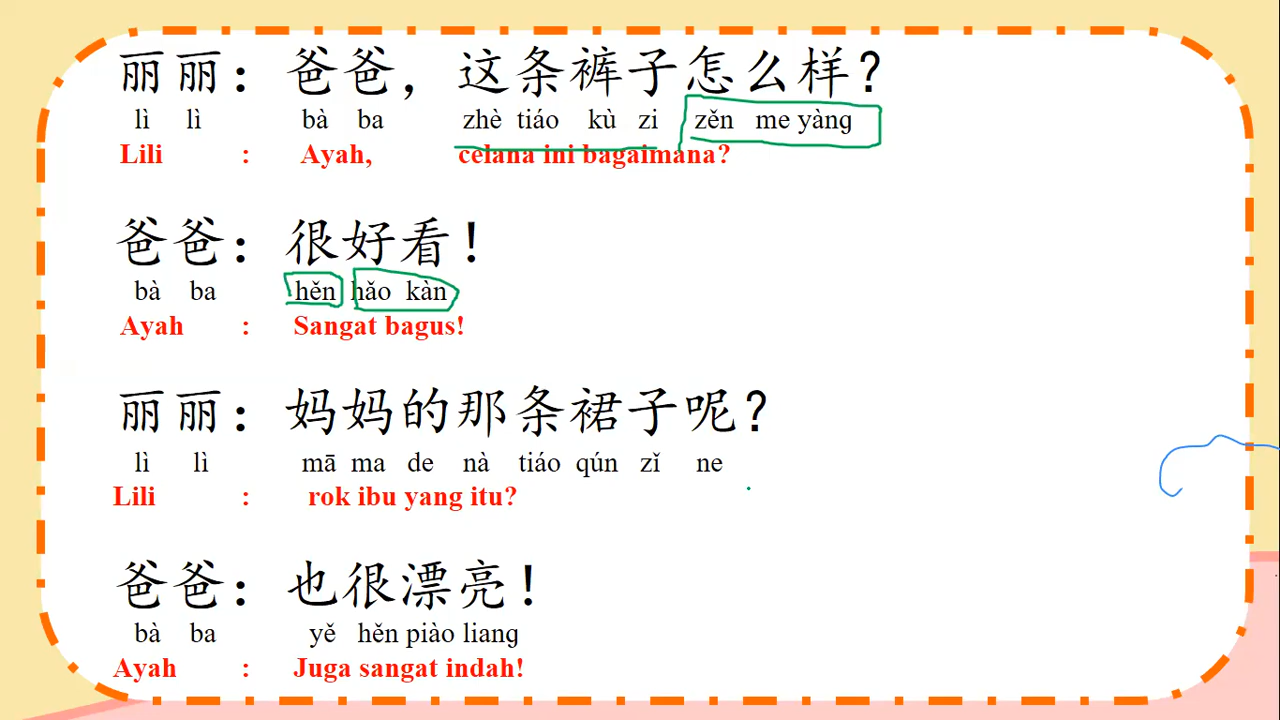 丽丽：爸爸，这条裤子怎么样？
lì lì bà ba zhè tiáo kù zi zěn me yàng
Lili : Ayah, celana ini bagaimana?
爸爸：很好看！
bà ba hěn hǎo kàn
Ayah : Sangat bagus!
丽丽：妈妈的那条裙子呢？
lì lì mā ma de nà tiáo qún zǐ ne
Lili : rok ibu yang itu?
爸爸：也很漂亮！
bà ba yě hěn piào liang
Ayah : Juga sangat indah!